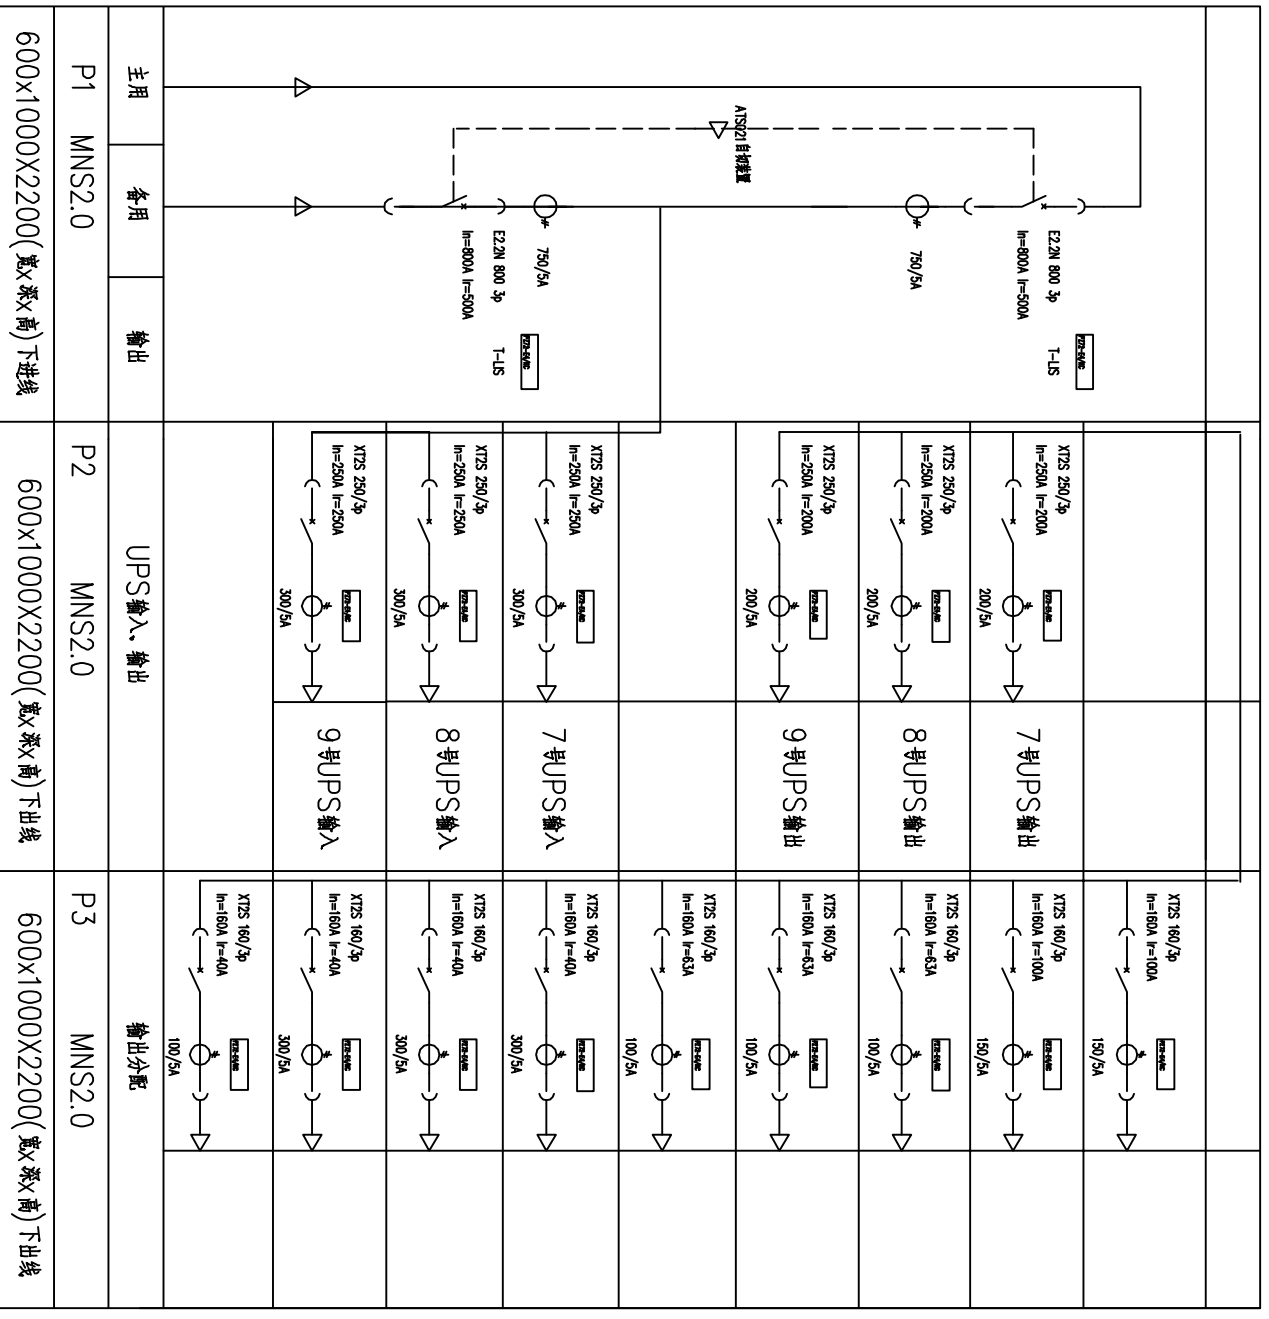 E2.2N 800 3p
In=800A Ir=500A
T-LIS
750/5A
ATS021自切装置
750/5A
E2.2N 800 3p
In=800A Ir=500A
T-LIS
主用
备用
输出
P1 MNS2.0
600x1000X2200(宽X深X高)下进线
XT2S 250/3p
In=250A Ir=200A
200/5A
7号UPS输出
XT2S 250/3p
In=250A Ir=200A
200/5A
8号UPS输出
XT2S 250/3p
In=250A Ir=200A
200/5A
9号UPS输出
XT2S 250/3p
In=250A Ir=250A
300/5A
7号UPS输入
XT2S 250/3p
In=250A Ir=250A
300/5A
8号UPS输入
XT2S 250/3p
In=250A Ir=250A
300/5A
9号UPS输入
UPS输入、输出
P2 MNS2.0
600x1000X2200(宽X深X高)下出线
XT2S 160/3p
In=160A Ir=100A
150/5A
XT2S 160/3p
In=160A Ir=100A
150/5A
XT2S 160/3p
In=160A Ir=63A
100/5A
XT2S 160/3p
In=160A Ir=63A
100/5A
XT2S 160/3p
In=160A Ir=63A
100/5A
XT2S 160/3p
In=160A Ir=40A
300/5A
XT2S 160/3p
In=160A Ir=40A
300/5A
XT2S 160/3p
In=160A Ir=40A
300/5A
XT2S 160/3p
In=160A Ir=40A
100/5A
输出分配
P3 MNS2.0
600x1000X2200(宽X深X高)下出线